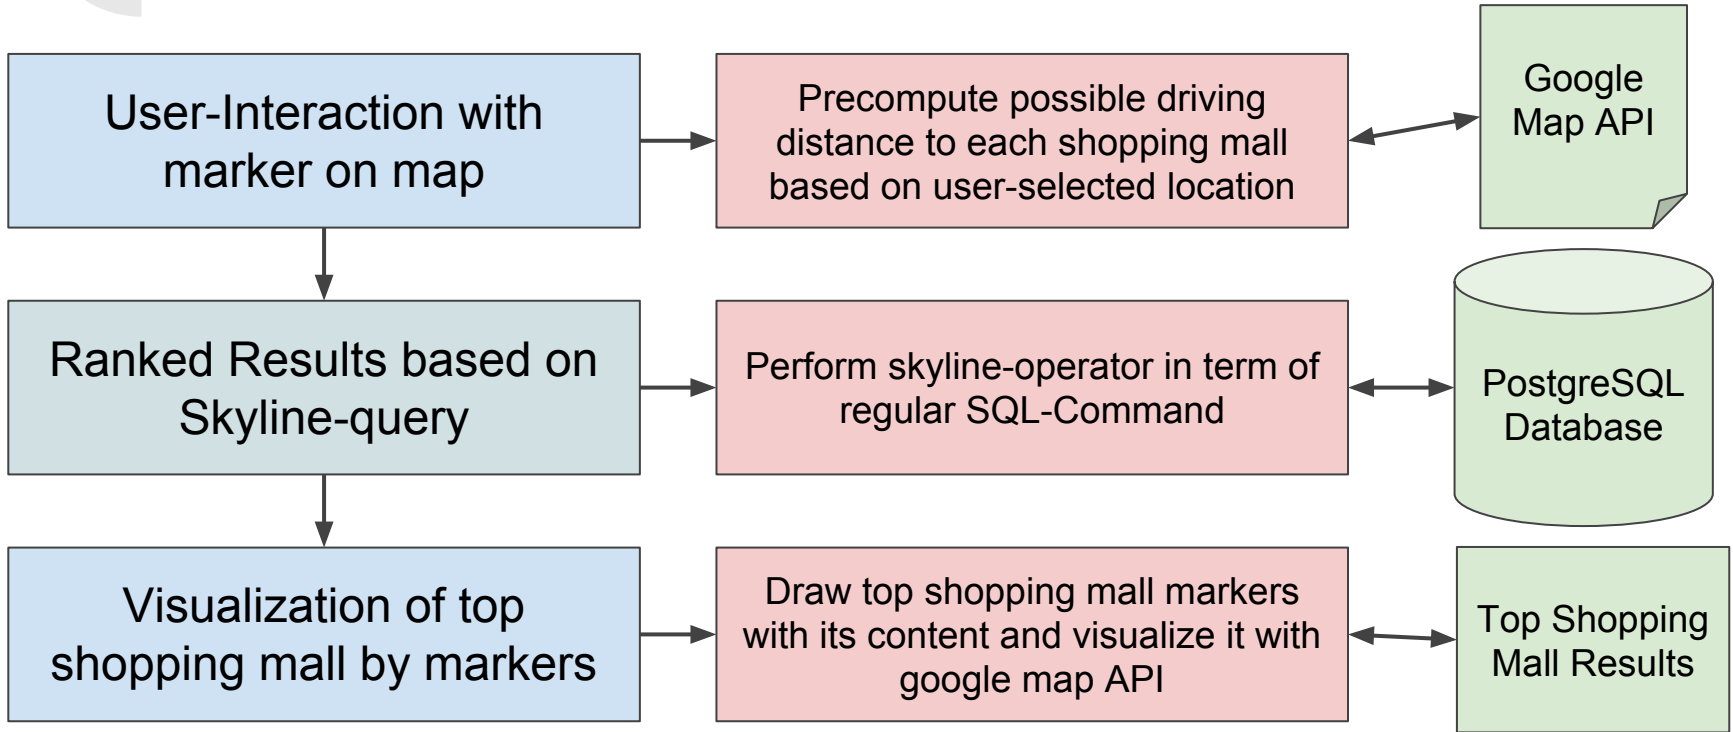 User-Interaction with
marker on map
Precompute possible driving
distance to each shopping mall
based on user-selected location
Google
Map API
Ranked Results based on
Skyline-query
Perform skyline-operator in term of
regular SQL-Command
PostgreSQL
Database
Visualization of top
shopping mall by markers
Draw top shopping mall markers
with its content and visualize it with
google map API
Top Shopping
Mall Results